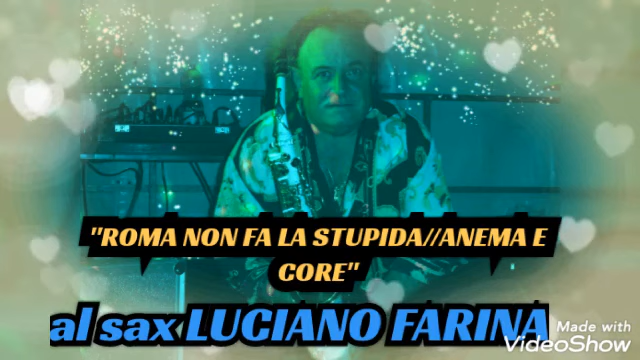 "ROMA NON FA LA STUPIDA//ANEMA E
CORE"
al sax LUCIANO FARINA
Made with
VideoShow